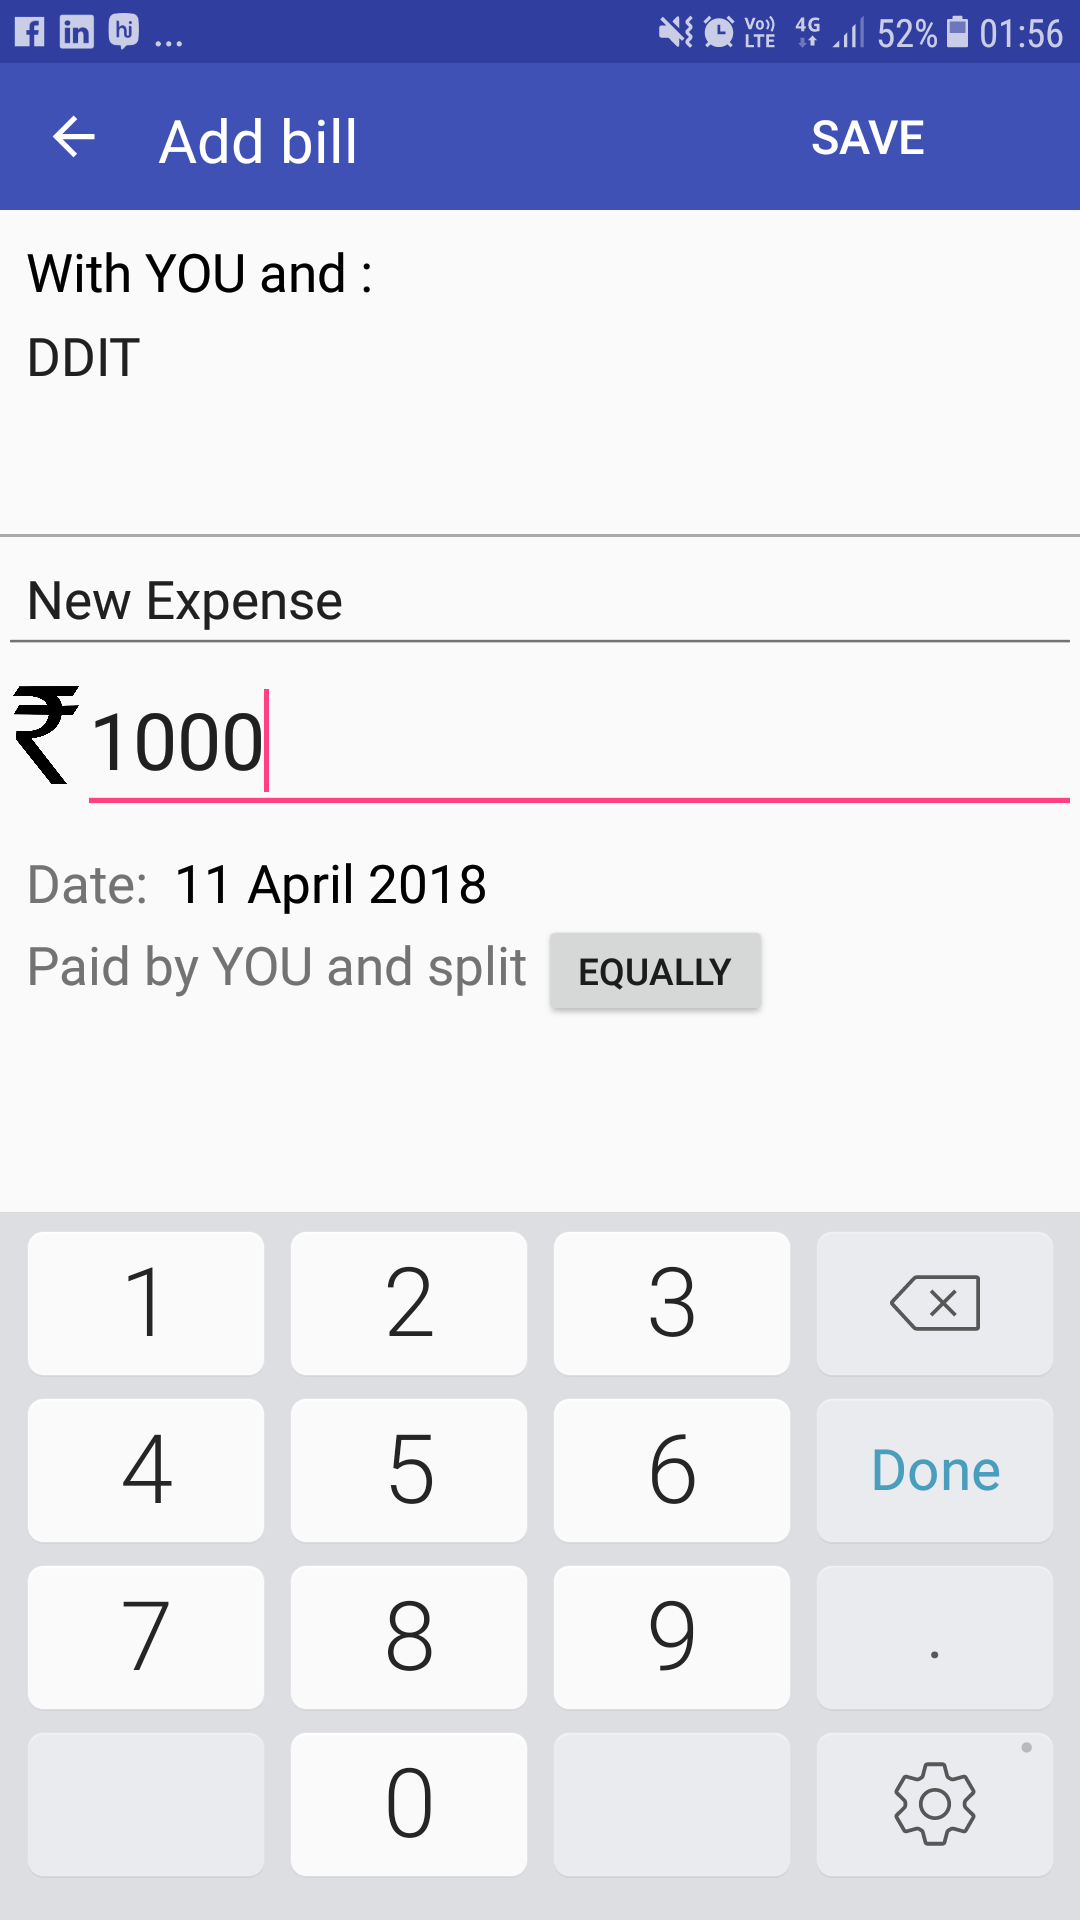 ... Vo)) LTE 4G 52% 01:56
Add bill SAVE
With YOU and :
DDIT
New Expense
₹ 1000
Date: 11 April 2018
Paid by YOU and split EQUALLY
1 2 3
4 5 6 Done
7 8 9 .
0